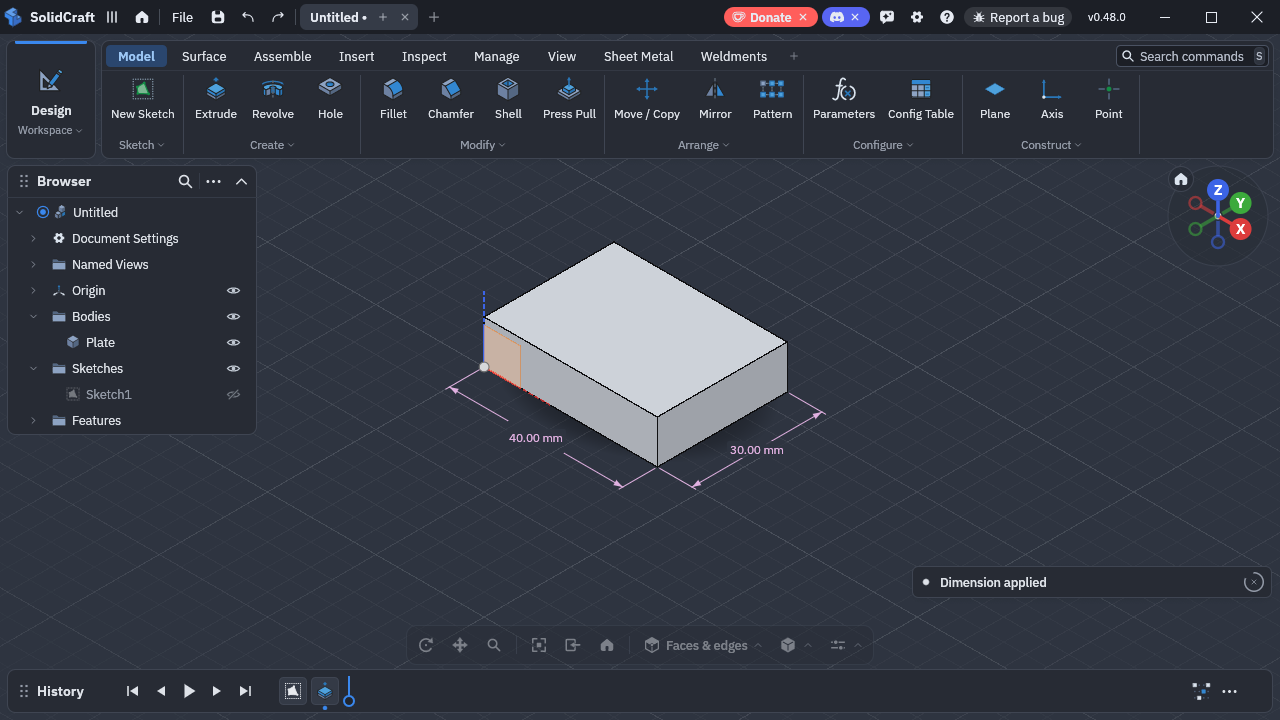 SolidCraft
File
Untitled •
Donate
Report a bug
v0.48.0
Design
Workspace
Model
Surface
Assemble
Insert
Inspect
Manage
View
Sheet Metal
Weldments
Search commands
S
New Sketch
Extrude
Revolve
Hole
Fillet
Chamfer
Shell
Press Pull
Move / Copy
Mirror
Pattern
Parameters
Config Table
Plane
Axis
Point
Sketch
Create
Modify
Arrange
Configure
Construct
Browser
Untitled
Document Settings
Named Views
Origin
Bodies
Plate
Sketches
Sketch1
Features
Z
Y
X
40.00 mm
30.00 mm
Dimension applied
Faces & edges
History